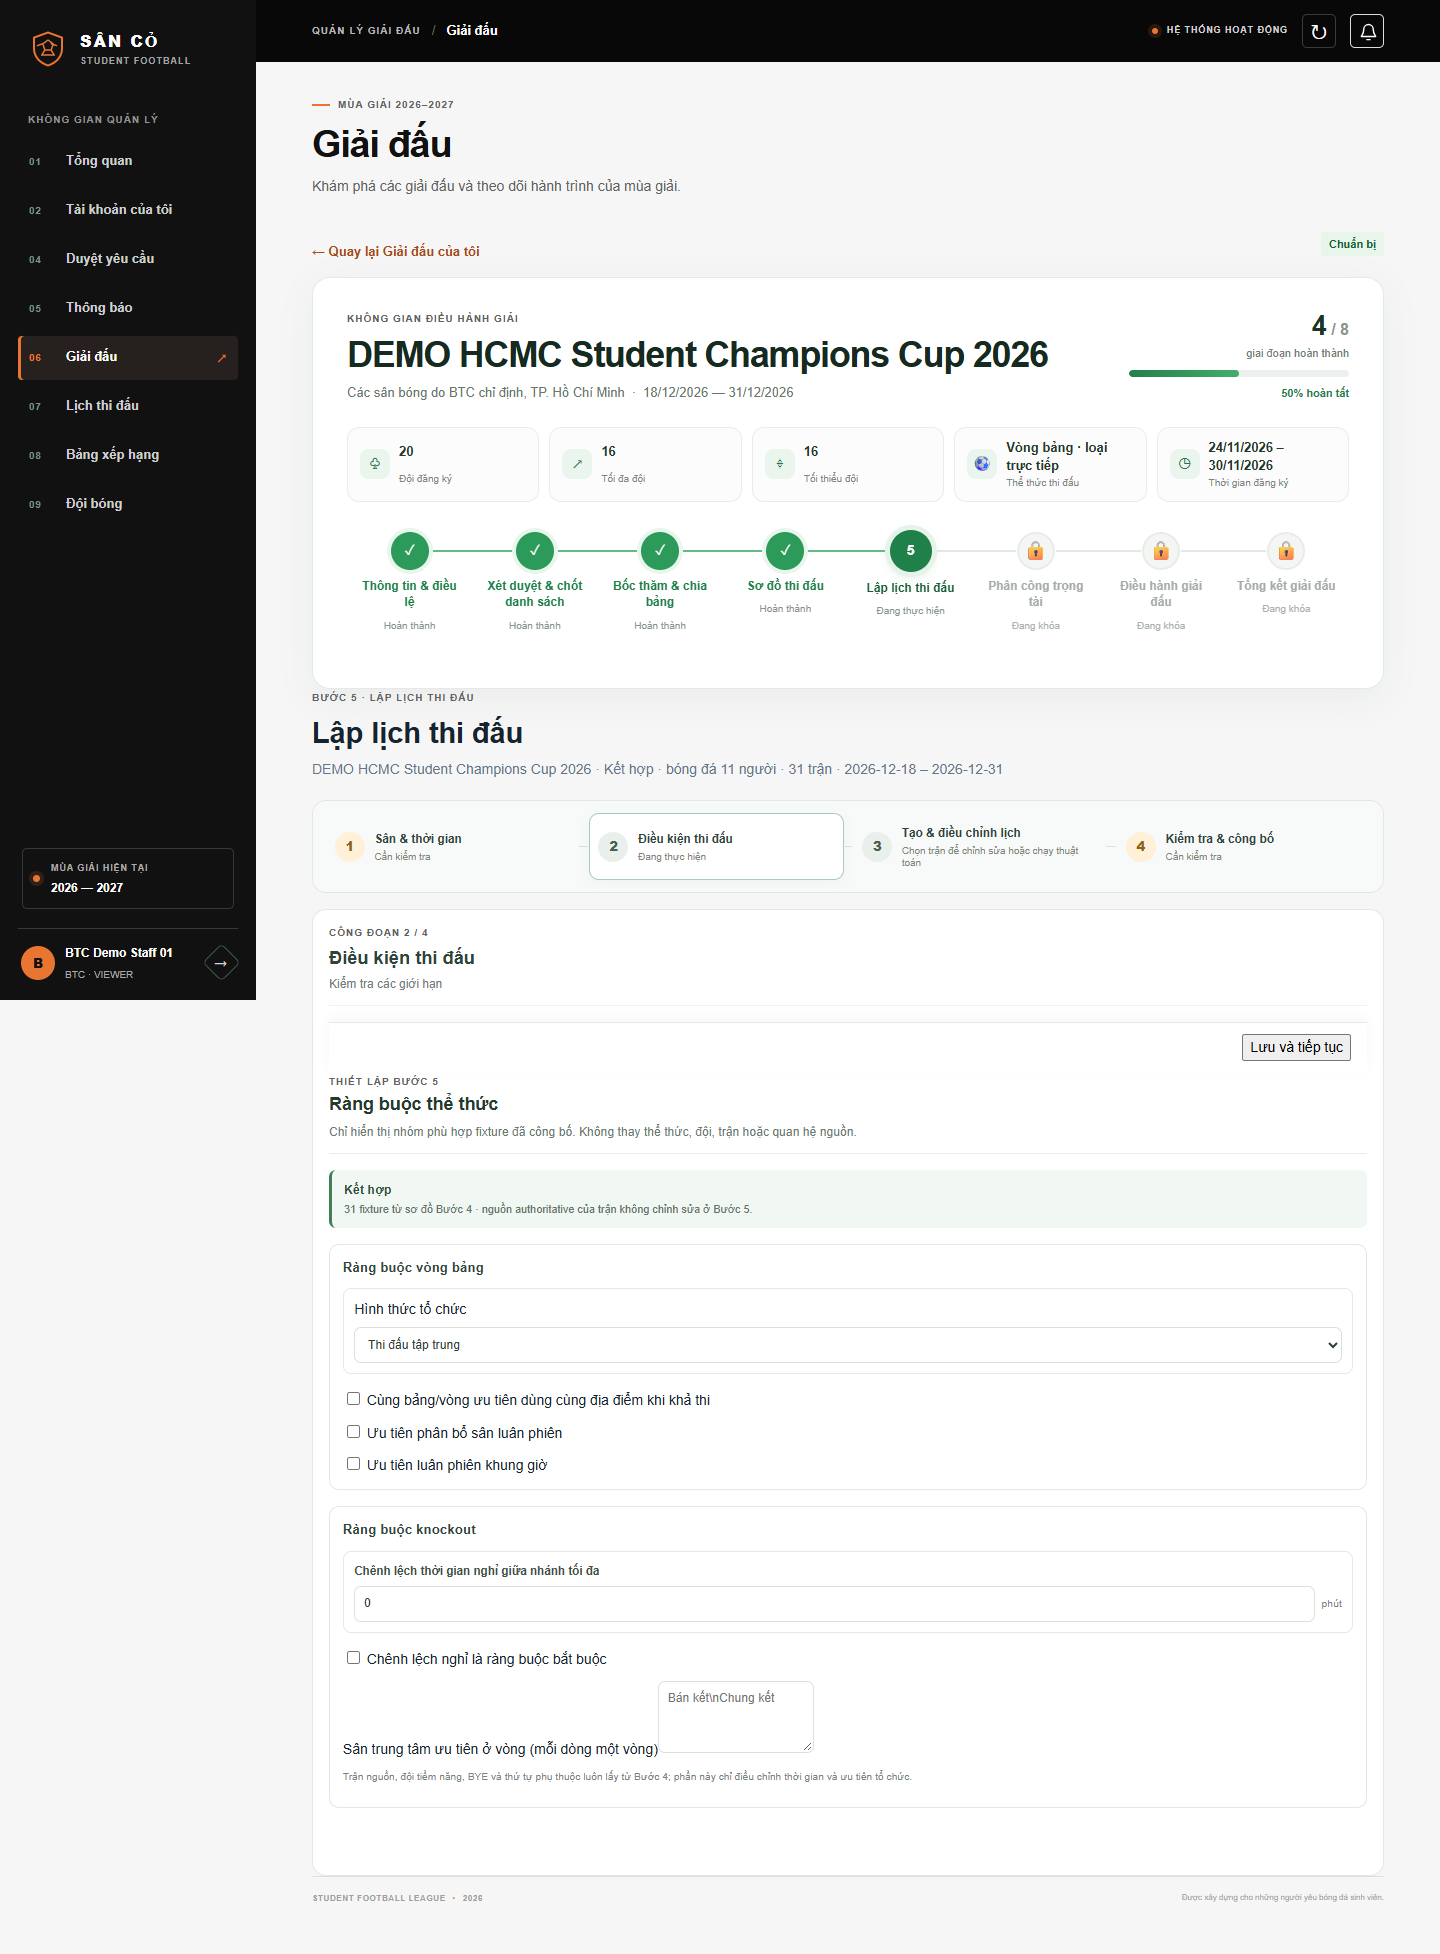 SÂN CỎ
STUDENT FOOTBALL
KHÔNG GIAN QUẢN LÝ
01 Tổng quan
02 Tài khoản của tôi
04 Duyệt yêu cầu
05 Thông báo
06 Giải đấu ↗
07 Lịch thi đấu
08 Bảng xếp hạng
09 Đội bóng
MÙA GIẢI HIỆN TẠI
2026 — 2027
B
BTC Demo Staff 01
BTC · VIEWER
→
QUẢN LÝ GIẢI ĐẤU / Giải đấu
HỆ THỐNG HOẠT ĐỘNG
MÙA GIẢI 2026–2027
Giải đấu
Khám phá các giải đấu và theo dõi hành trình của mùa giải.
← Quay lại Giải đấu của tôi
Chuẩn bị
KHÔNG GIAN ĐIỀU HÀNH GIẢI
DEMO HCMC Student Champions Cup 2026
Các sân bóng do BTC chỉ định, TP. Hồ Chí Minh · 18/12/2026 — 31/12/2026
4 / 8
giai đoạn hoàn thành
50% hoàn tất
20
Đội đăng ký
16
Tối đa đội
16
Tối thiểu đội
Vòng bảng · loại
trực tiếp
Thể thức thi đấu
24/11/2026 –
30/11/2026
Thời gian đăng ký
✓
Thông tin & điều
lệ
Hoàn thành
✓
Xét duyệt & chốt
danh sách
Hoàn thành
✓
Bốc thăm & chia
bảng
Hoàn thành
✓
Sơ đồ thi đấu
Hoàn thành
5
Lập lịch thi đấu
Đang thực hiện
Phân công trọng
tài
Đang khóa
Điều hành giải
đấu
Đang khóa
Tổng kết giải đấu
Đang khóa
BƯỚC 5 · LẬP LỊCH THI ĐẤU
Lập lịch thi đấu
DEMO HCMC Student Champions Cup 2026 · Kết hợp · bóng đá 11 người · 31 trận · 2026-12-18 – 2026-12-31
1
Sân & thời gian
Cần kiểm tra
2
Điều kiện thi đấu
Đang thực hiện
3
Tạo & điều chỉnh lịch
Chọn trận để chỉnh sửa hoặc chạy thuật
toán
4
Kiểm tra & công bố
Cần kiểm tra
CÔNG ĐOẠN 2 / 4
Điều kiện thi đấu
Kiểm tra các giới hạn
Lưu và tiếp tục
THIẾT LẬP BƯỚC 5
Ràng buộc thể thức
Chỉ hiển thị nhóm phù hợp fixture đã công bố. Không thay thể thức, đội, trận hoặc quan hệ nguồn.
Kết hợp
31 fixture từ sơ đồ Bước 4 · nguồn authoritative của trận không chỉnh sửa ở Bước 5.
Ràng buộc vòng bảng
Hình thức tổ chức
Thi đấu tập trung
Cùng bảng/vòng ưu tiên dùng cùng địa điểm khi khả thi
Ưu tiên phân bổ sân luân phiên
Ưu tiên luân phiên khung giờ
Ràng buộc knockout
Chênh lệch thời gian nghỉ giữa nhánh tối đa
0 phút
Chênh lệch nghỉ là ràng buộc bắt buộc
Bán kết\nChung kết
Sân trung tâm ưu tiên ở vòng (mỗi dòng một vòng)
Trận nguồn, đội tiềm năng, BYE và thứ tự phụ thuộc luôn lấy từ Bước 4; phần này chỉ điều chỉnh thời gian và ưu tiên tổ chức.
STUDENT FOOTBALL LEAGUE • 2026
Được xây dựng cho những người yêu bóng đá sinh viên.